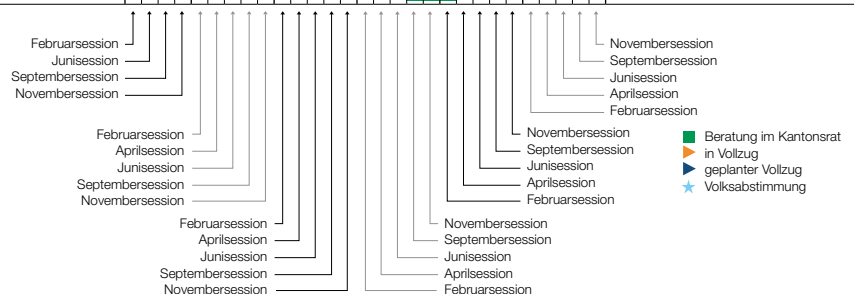 Februarsession
Junisession
Septembersession
Novembersession
Februarsession
Aprilsession
Junisession
Septembersession
Novembersession
Februarsession
Aprilsession
Junisession
Septembersession
Novembersession
Novembersession
Septembersession
Junisession
Aprilsession
Februarsession
Novembersession
Septembersession
Junisession
Aprilsession
Februarsession
Novembersession
Septembersession
Junisession
Aprilsession
Februarsession
Beratung im Kantonsrat
in Vollzug
geplanter Vollzug
Volksabstimmung